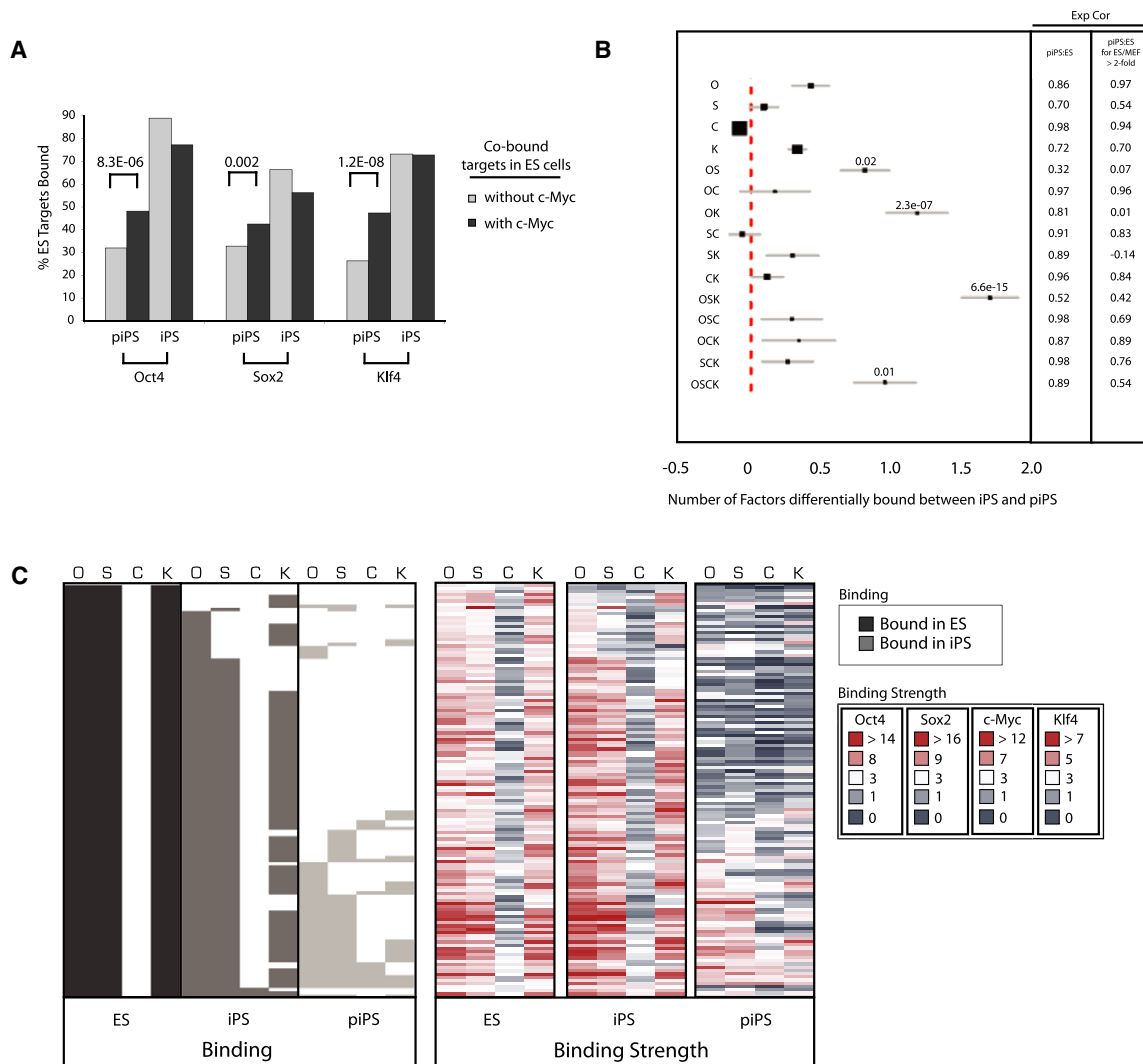 A
% ES Targets Bound
90
80
70
60
50
40
30
20
10
0
8.3E-06
0.002
1.2E-08
piPS iPS
piPS iPS
piPS iPS
Oct4
Sox2
Klf4
Co-bound
targets in ES cells
without c-Myc
with c-Myc
B
Exp Cor
piPS:ES
piPS:ES
for ES/MEF
> 2-fold
O 0.86 0.97
S 0.70 0.54
C 0.98 0.94
K 0.72 0.70
OS 0.02 0.32 0.07
OC 0.97 0.96
OK 2.3e-07 0.81 0.01
SC 0.91 0.83
SK 0.89 -0.14
CK 0.96 0.84
OSK 6.6e-15 0.52 0.42
OSC 0.98 0.69
OCK 0.87 0.89
SCK 0.98 0.76
OSCK 0.01 0.89 0.54
-0.5 0 0.5 1.0 1.5 2.0
Number of Factors differentially bound between iPS and piPS
C
O S C K O S C K O S C K
ES iPS piPS
Binding
O S C K O S C K O S C K
ES iPS piPS
Binding Strength
Binding
Bound in ES
Bound in iPS
Binding Strength
Oct4
> 14
8
3
1
0
Sox2
> 16
9
3
1
0
c-Myc
> 12
7
3
1
0
Klf4
> 7
5
3
1
0